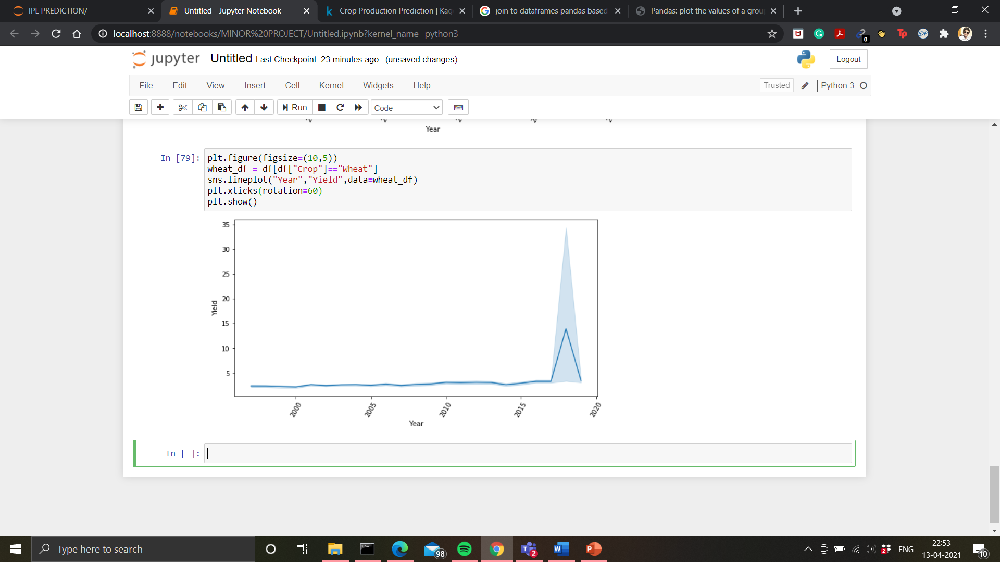 IPL PREDICTION/
Untitled - Jupyter Notebook
Crop Production Prediction | Kag
join to dataframes pandas based
Pandas: plot the values of a grou
localhost:8888/notebooks/MINOR%20PROJECT/Untitled.ipynb?kernel_name=python3
0
Tp
DP
jupyter Untitled Last Checkpoint: 23 minutes ago (unsaved changes)
Logout
File Edit View Insert Cell Kernel Widgets Help
Trusted
Python 3
Run
Code
Year
In [79]: plt.figure(figsize=(10,5))
wheat_df = df[df["Crop"]=="Wheat"]
sns.lineplot("Year","Yield",data=wheat_df)
plt.xticks(rotation=60)
plt.show()
35
30
25
20
15
10
5
Yield
2000 2005 2010 2015 2020
Year
In [ ]:
Type here to search
98
2
2
ENG
22:53
13-04-2021
10